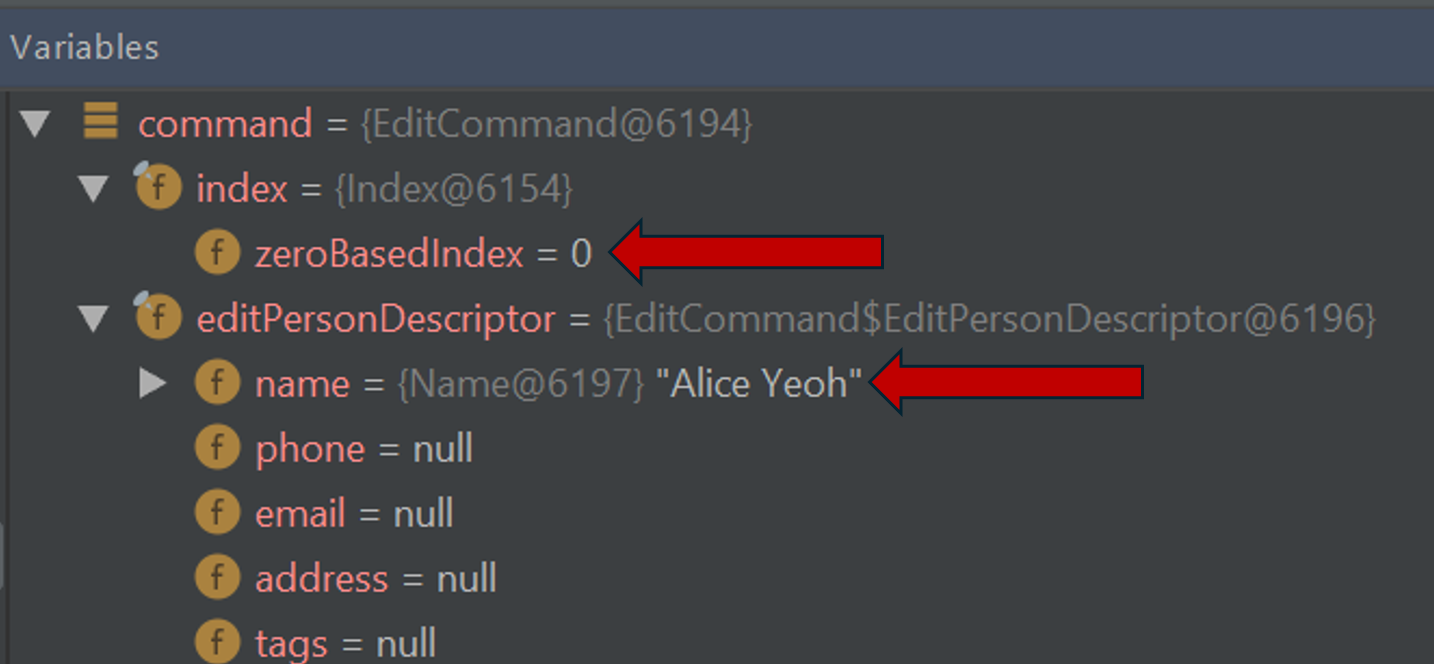 Variables
command = {EditCommand@6194}
f index = {Index@6154}
f zeroBasedIndex = 0
f editPersonDescriptor = {EditCommand$EditPersonDescriptor@6196}
f name = {Name@6197} "Alice Yeoh"
f phone = null
f email = null
f address = null
f tags = null